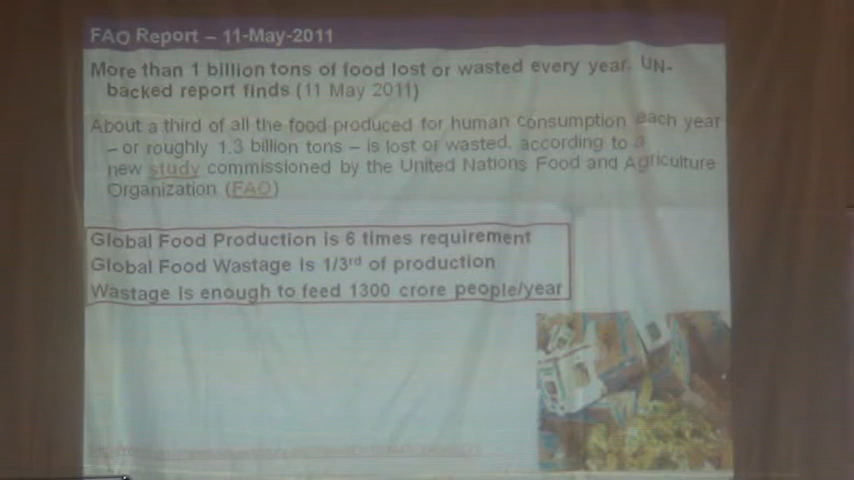 FAO Report – 11-May-2011
More than 1 billion tons of food lost or wasted every year, UN-
backed report finds (11 May 2011)
About a third of all the food produced for human consumption each year
– or roughly 1.3 billion tons – is lost or wasted, according to a
new study commissioned by the United Nations Food and Agriculture
Organization (FAO)
Global Food Production is 6 times requirement
Global Food Wastage is 1/3rd of production
Wastage is enough to feed 1300 crore people/year